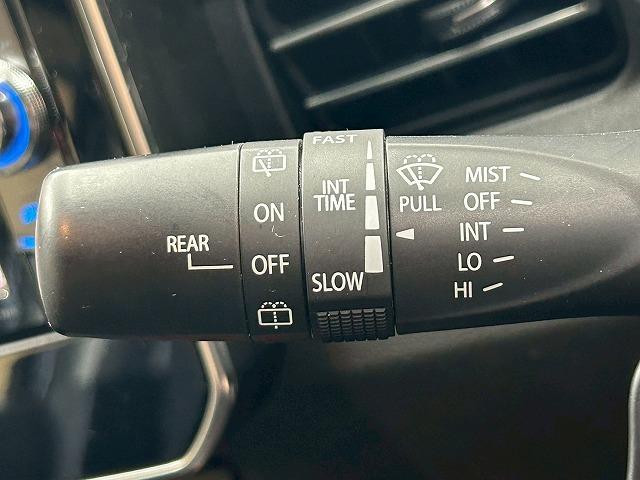 FAST
INT
TIME
SLOW
REAR
ON
OFF
PULL
MIST
OFF
INT
LO
HI